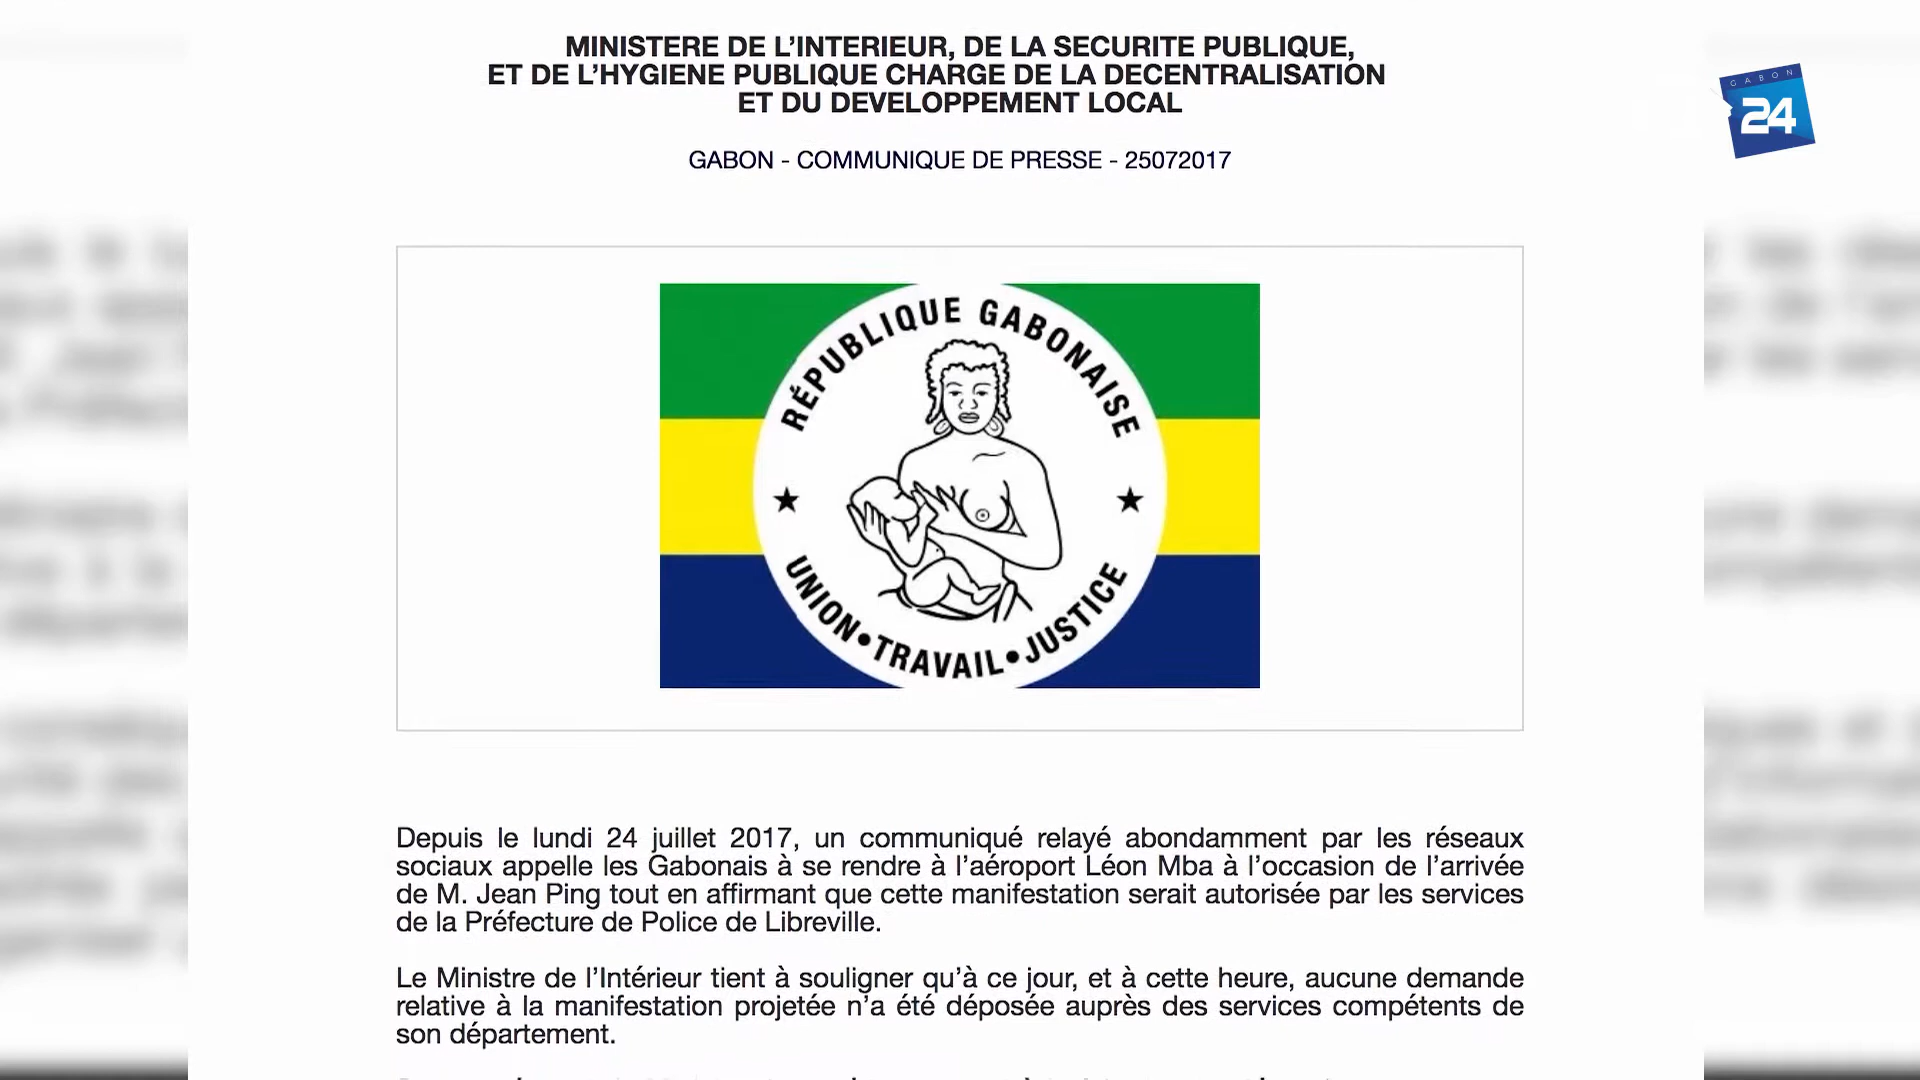 MINISTERE DE L’INTERIEUR, DE LA SECURITE PUBLIQUE,
ET DE L’HYGIENE PUBLIQUE CHARGE DE LA DECENTRALISATION
ET DU DEVELOPPEMENT LOCAL
GABON
24
GABON - COMMUNIQUE DE PRESSE - 25072017
RÉPUBLIQUE GABONAISE
UNION•TRAVAIL•JUSTICE
Depuis le lundi 24 juillet 2017, un communiqué relayé abondamment par les réseaux
sociaux appelle les Gabonais à se rendre à l’aéroport Léon Mba à l’occasion de l’arrivée
de M. Jean Ping tout en affirmant que cette manifestation serait autorisée par les services
de la Préfecture de Police de Libreville.
Le Ministre de l’Intérieur tient à souligner qu’à ce jour, et à cette heure, aucune demande
relative à la manifestation projetée n’a été déposée auprès des services compétents de
son département.